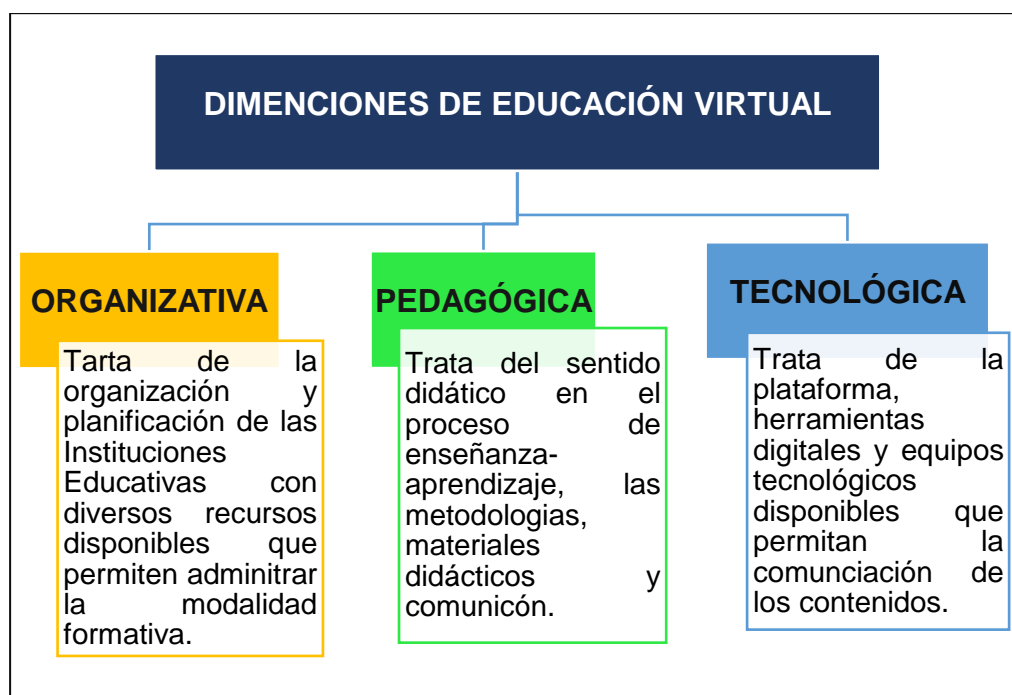 DIMENCIONES DE EDUCACIÓN VIRTUAL
ORGANIZATIVA
Tarta de la
organización y
planificación de las
Instituciones
Educativas con
diversos recursos
disponibles que
permiten adminitrar
la modalidad
formativa.
PEDAGÓGICA
Trata del sentido
didático en el
proceso de
enseñanza-
aprendizaje, las
metodologias,
materiales
didácticos y
comunicón.
TECNOLÓGICA
Trata de la
plataforma,
herramientas
digitales y equipos
tecnológicos
disponibles que
permitan la
comunciación de
los contenidos.